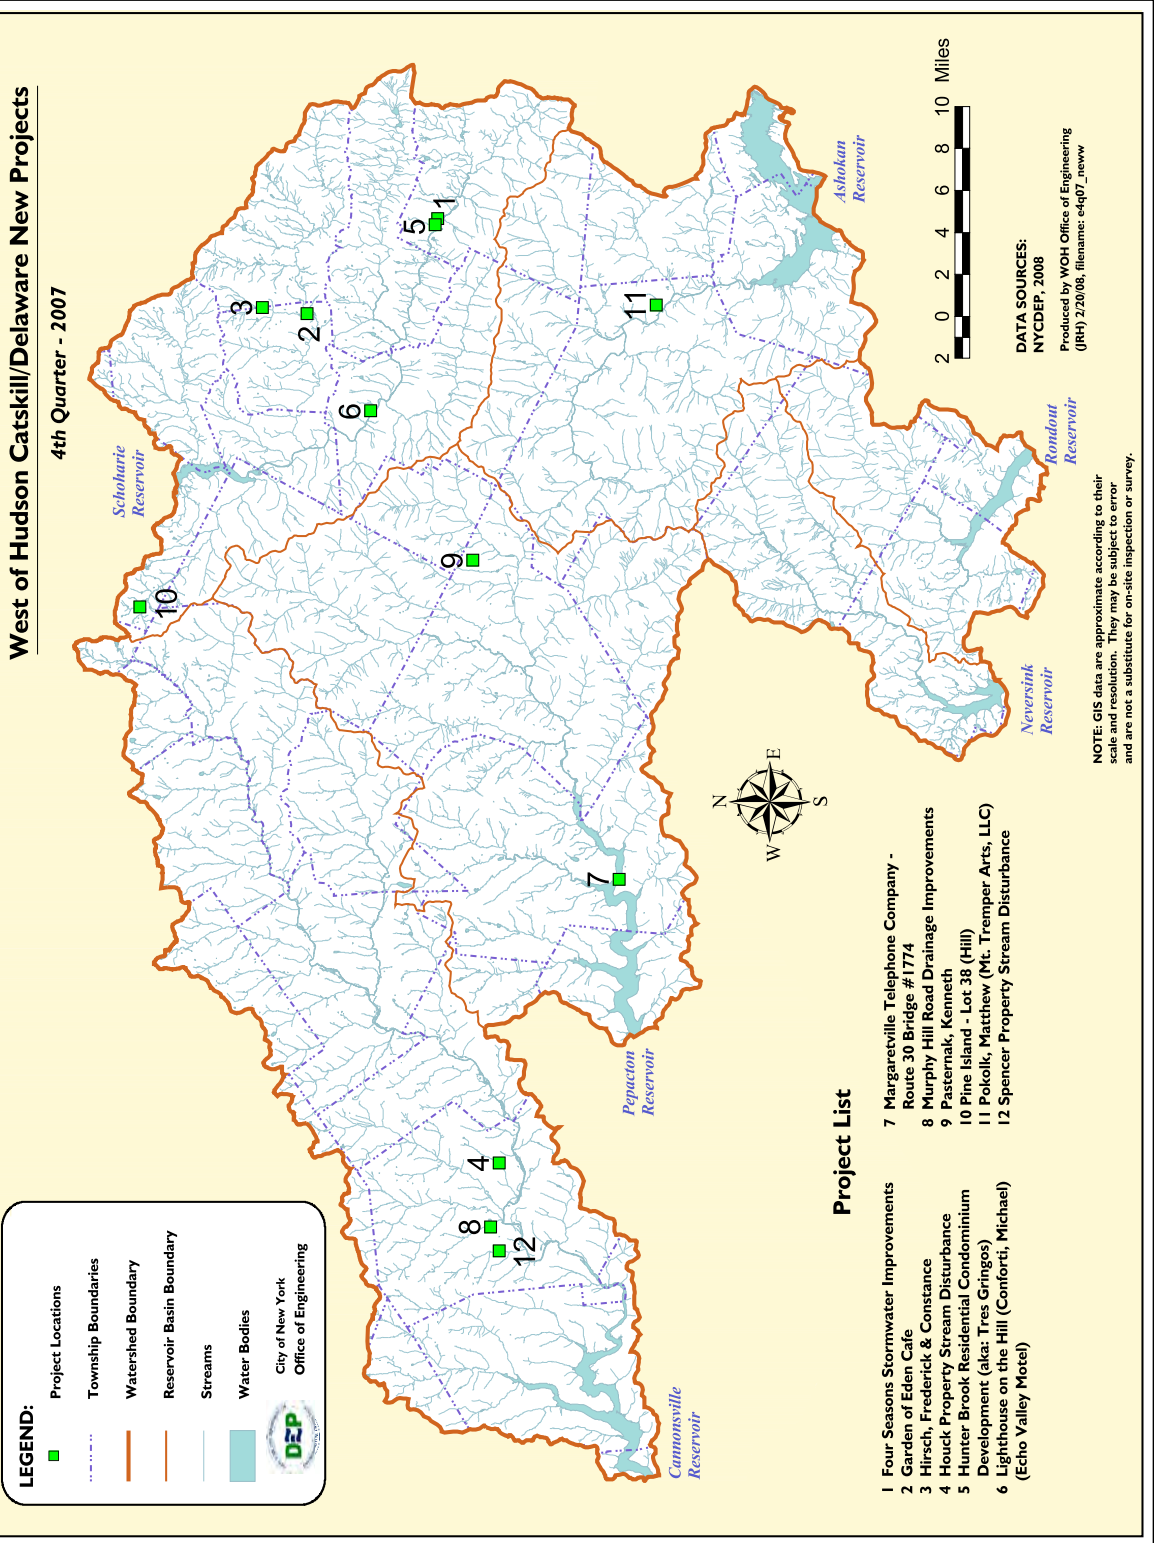 West of Hudson Catskill/Delaware New Projects
4th Quarter - 2007
LEGEND:
Project Locations
Township Boundaries
Watershed Boundary
Reservoir Basin Boundary
Streams
Water Bodies
DEP
City of New York
Office of Engineering
Schoharie
Reservoir
Ashokan
Reservoir
Rondout
Reservoir
Neversink
Reservoir
Pepacton
Reservoir
Cannonsville
Reservoir
1
2
3
4
5
6
7
8
9
10
11
12
N
E
S
W
Project List
1 Four Seasons Stormwater Improvements
2 Garden of Eden Cafe
3 Hirsch, Frederick & Constance
4 Houck Property Stream Disturbance
5 Hunter Brook Residential Condominium
Development (aka: Tres Gringos)
6 Lighthouse on the Hill (Conforti, Michael)
(Echo Valley Motel)
7 Margaretville Telephone Company -
Route 30 Bridge #1774
8 Murphy Hill Road Drainage Improvements
9 Pasternak, Kenneth
10 Pine Island - Lot 38 (Hill)
11 Pokolk, Matthew (Mt. Tremper Arts, LLC)
12 Spencer Property Stream Disturbance
2 0 2 4 6 8 10 Miles
DATA SOURCES:
NYCDEP, 2008
Produced by WOH Office of Engineering
(JRH) 2/20/08, filename: e4q07_neww
NOTE: GIS data are approximate according to their
scale and resolution. They may be subject to error
and are not a substitute for on-site inspection or survey.